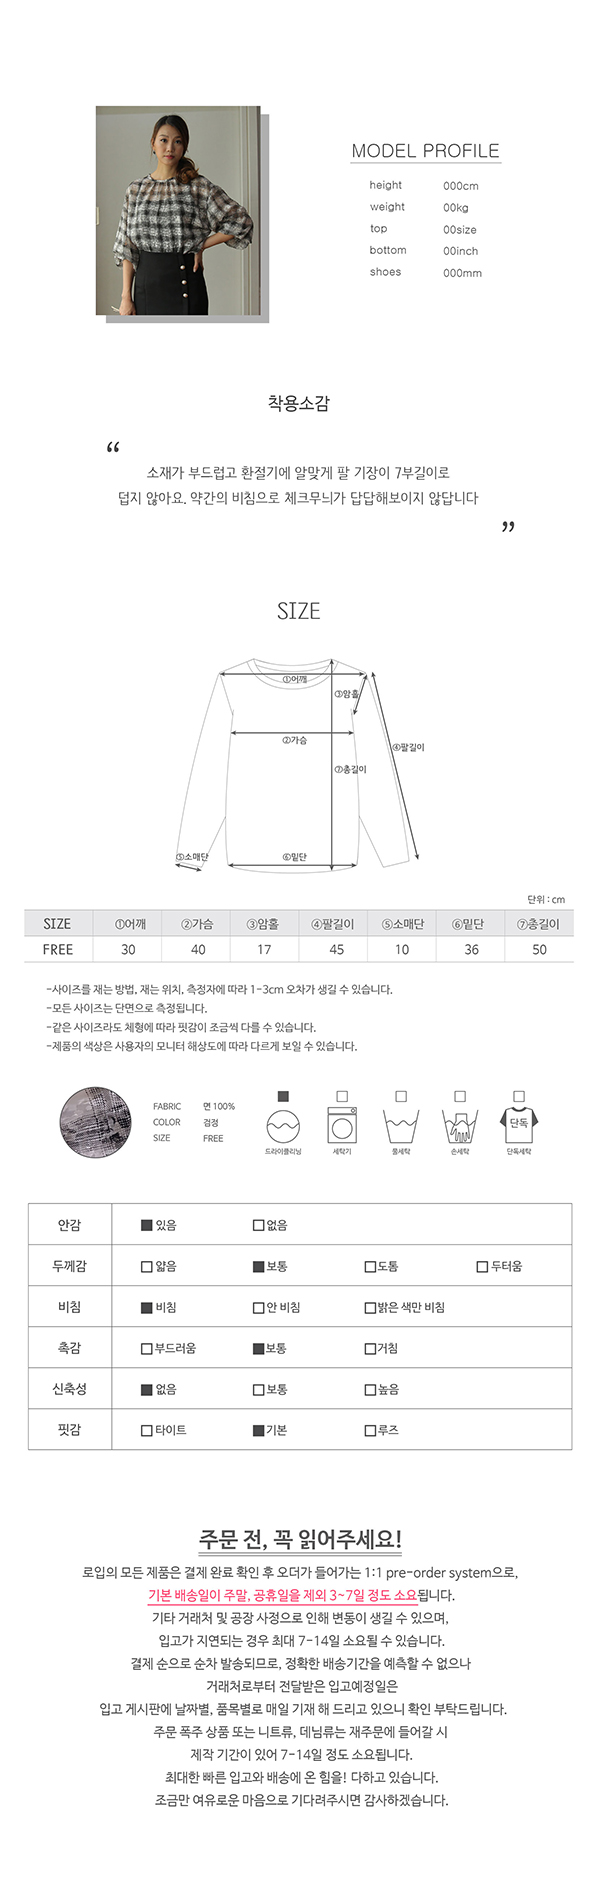 MODEL PROFILE
height 000cm
weight 00kg
top 00size
bottom 00inch
shoes 000mm
착용소감
“
소재가 부드럽고 환절기에 알맞게 팔 기장이 7부길이로
덥지 않아요. 약간의 비침으로 체크무늬가 답답해보이지 않답니다
”
SIZE
①어깨
③암홀
②가슴
④팔길이
⑦총길이
⑤소매단
⑥밑단
단위 : cm
SIZE ①어깨 ②가슴 ③암홀 ④팔길이 ⑤소매단 ⑥밑단 ⑦총길이
FREE 30 40 17 45 10 36 50
-사이즈를 재는 방법, 재는 위치, 측정자에 따라 1-3cm 오차가 생길 수 있습니다.
-모든 사이즈는 단면으로 측정됩니다.
-같은 사이즈라도 체형에 따라 핏감이 조금씩 다를 수 있습니다.
-제품의 색상은 사용자의 모니터 해상도에 따라 다르게 보일 수 있습니다.
FABRIC 면 100%
COLOR 검정
SIZE FREE
단독
드라이클리닝 세탁기 물세탁 손세탁 단독세탁
안감 ■ 있음 □ 없음
두께감 □ 얇음 ■ 보통 □ 도톰 □ 두터움
비침 ■ 비침 □ 안 비침 □ 밝은 색만 비침
촉감 □ 부드러움 ■ 보통 □ 거침
신축성 ■ 없음 □ 보통 □ 높음
핏감 □ 타이트 ■ 기본 □ 루즈
주문 전, 꼭 읽어주세요!
로입의 모든 제품은 결제 완료 확인 후 오더가 들어가는 1:1 pre-order system으로,
기본 배송일이 주말, 공휴일을 제외 3~7일 정도 소요됩니다.
기타 거래처 및 공장 사정으로 인해 변동이 생길 수 있으며,
입고가 지연되는 경우 최대 7-14일 소요될 수 있습니다.
결제 순으로 순차 발송되므로, 정확한 배송기간을 예측할 수 없으나
거래처로부터 전달받은 입고예정일은
입고 게시판에 날짜별, 품목별로 매일 기재 해 드리고 있으니 확인 부탁드립니다.
주문 폭주 상품 또는 니트류, 데님류는 재주문에 들어갈 시
제작 기간이 있어 7-14일 정도 소요됩니다.
최대한 빠른 입고와 배송에 온 힘을! 다하고 있습니다.
조금만 여유로운 마음으로 기다려주시면 감사하겠습니다.